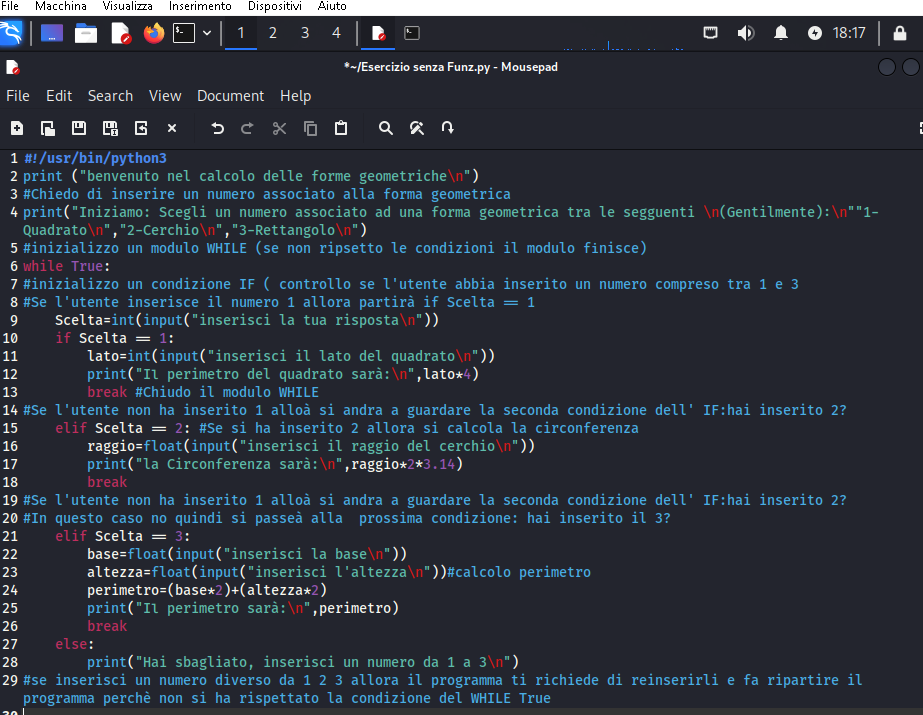 File Macchina Visualizza Inserimento Dispositivi Aiuto
1 2 3 4 18:17
*~/Esercizio senza Funz.py - Mousepad
File Edit Search View Document Help
1 #!/usr/bin/python3
2 print ("benvenuto nel calcolo delle forme geometriche\n")
3 #Chiedo di inserire un numero associato alla forma geometrica
4 print("Iniziamo: Scegli un numero associato ad una forma geometrica tra le segguenti \n(Gentilmente):\n""1-
Quadrato\n","2-Cerchio\n","3-Rettangolo\n")
5 #inizializzo un modulo WHILE (se non ripsetto le condizioni il modulo finisce)
6 while True:
7 #inizializzo un condizione IF ( controllo se l'utente abbia inserito un numero compreso tra 1 e 3
8 #Se l'utente inserisce il numero 1 allora partirà if Scelta == 1
9     Scelta=int(input("inserisci la tua risposta\n"))
10     if Scelta == 1:
11         lato=int(input("inserisci il lato del quadrato\n"))
12         print("Il perimetro del quadrato sarà:\n",lato*4)
13         break #Chiudo il modulo WHILE
14 #Se l'utente non ha inserito 1 alloà si andra a guardare la seconda condizione dell' IF:hai inserito 2?
15     elif Scelta == 2: #Se si ha inserito 2 allora si calcola la circonferenza
16         raggio=float(input("inserisci il raggio del cerchio\n"))
17         print("la Circonferenza sarà:\n",raggio*2*3.14)
18         break
19 #Se l'utente non ha inserito 1 alloà si andra a guardare la seconda condizione dell' IF:hai inserito 2?
20 #In questo caso no quindi si passeà alla  prossima condizione: hai inserito il 3?
21     elif Scelta == 3:
22         base=float(input("inserisci la base\n"))
23         altezza=float(input("inserisci l'altezza\n"))#calcolo perimetro
24         perimetro=(base*2)+(altezza*2)
25         print("Il perimetro sarà:\n",perimetro)
26         break
27     else:
28         print("Hai sbagliato, inserisci un numero da 1 a 3\n")
29 #se inserisci un numero diverso da 1 2 3 allora il programma ti richiede di reinserirli e fa ripartire il
programma perchè non si ha rispettato la condizione del WHILE True
30